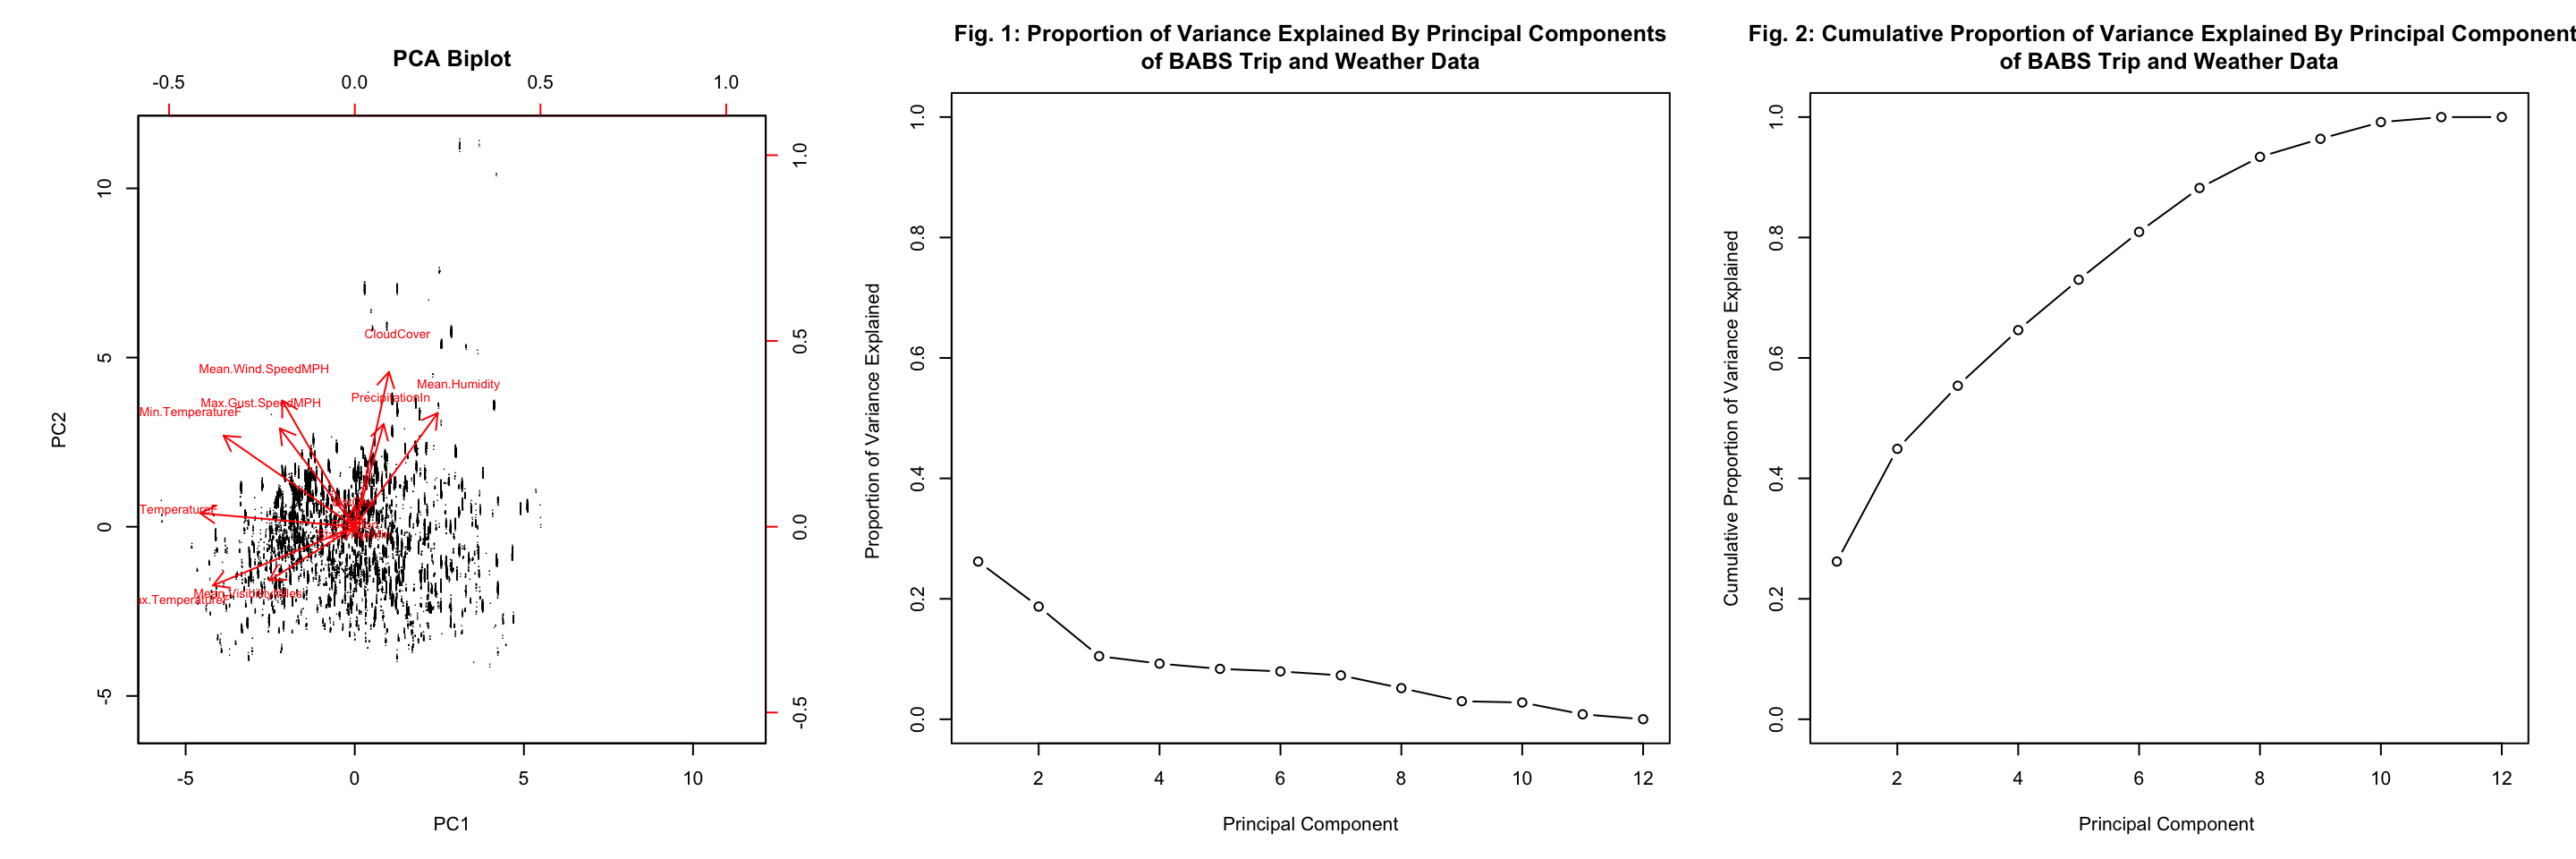 PCA Biplot
-0.5 0.0 0.5 1.0
10
5
0
-5
PC2
CloudCover
Mean.Wind.SpeedMPH
Mean.Humidity
PrecipitationIn
Max.Gust.SpeedMPH
Min.TemperatureF
Temperature
Mean.VisibilityMiles
ax.TemperatureF
1.0
0.5
0.0
-0.5
-5 0 5 10
PC1
Fig. 1: Proportion of Variance Explained By Principal Components
of BABS Trip and Weather Data
Proportion of Variance Explained
1.0
0.8
0.6
0.4
0.2
0.0
2 4 6 8 10 12
Principal Component
Fig. 2: Cumulative Proportion of Variance Explained By Principal Component
of BABS Trip and Weather Data
Cumulative Proportion of Variance Explained
1.0
0.8
0.6
0.4
0.2
0.0
2 4 6 8 10 12
Principal Component